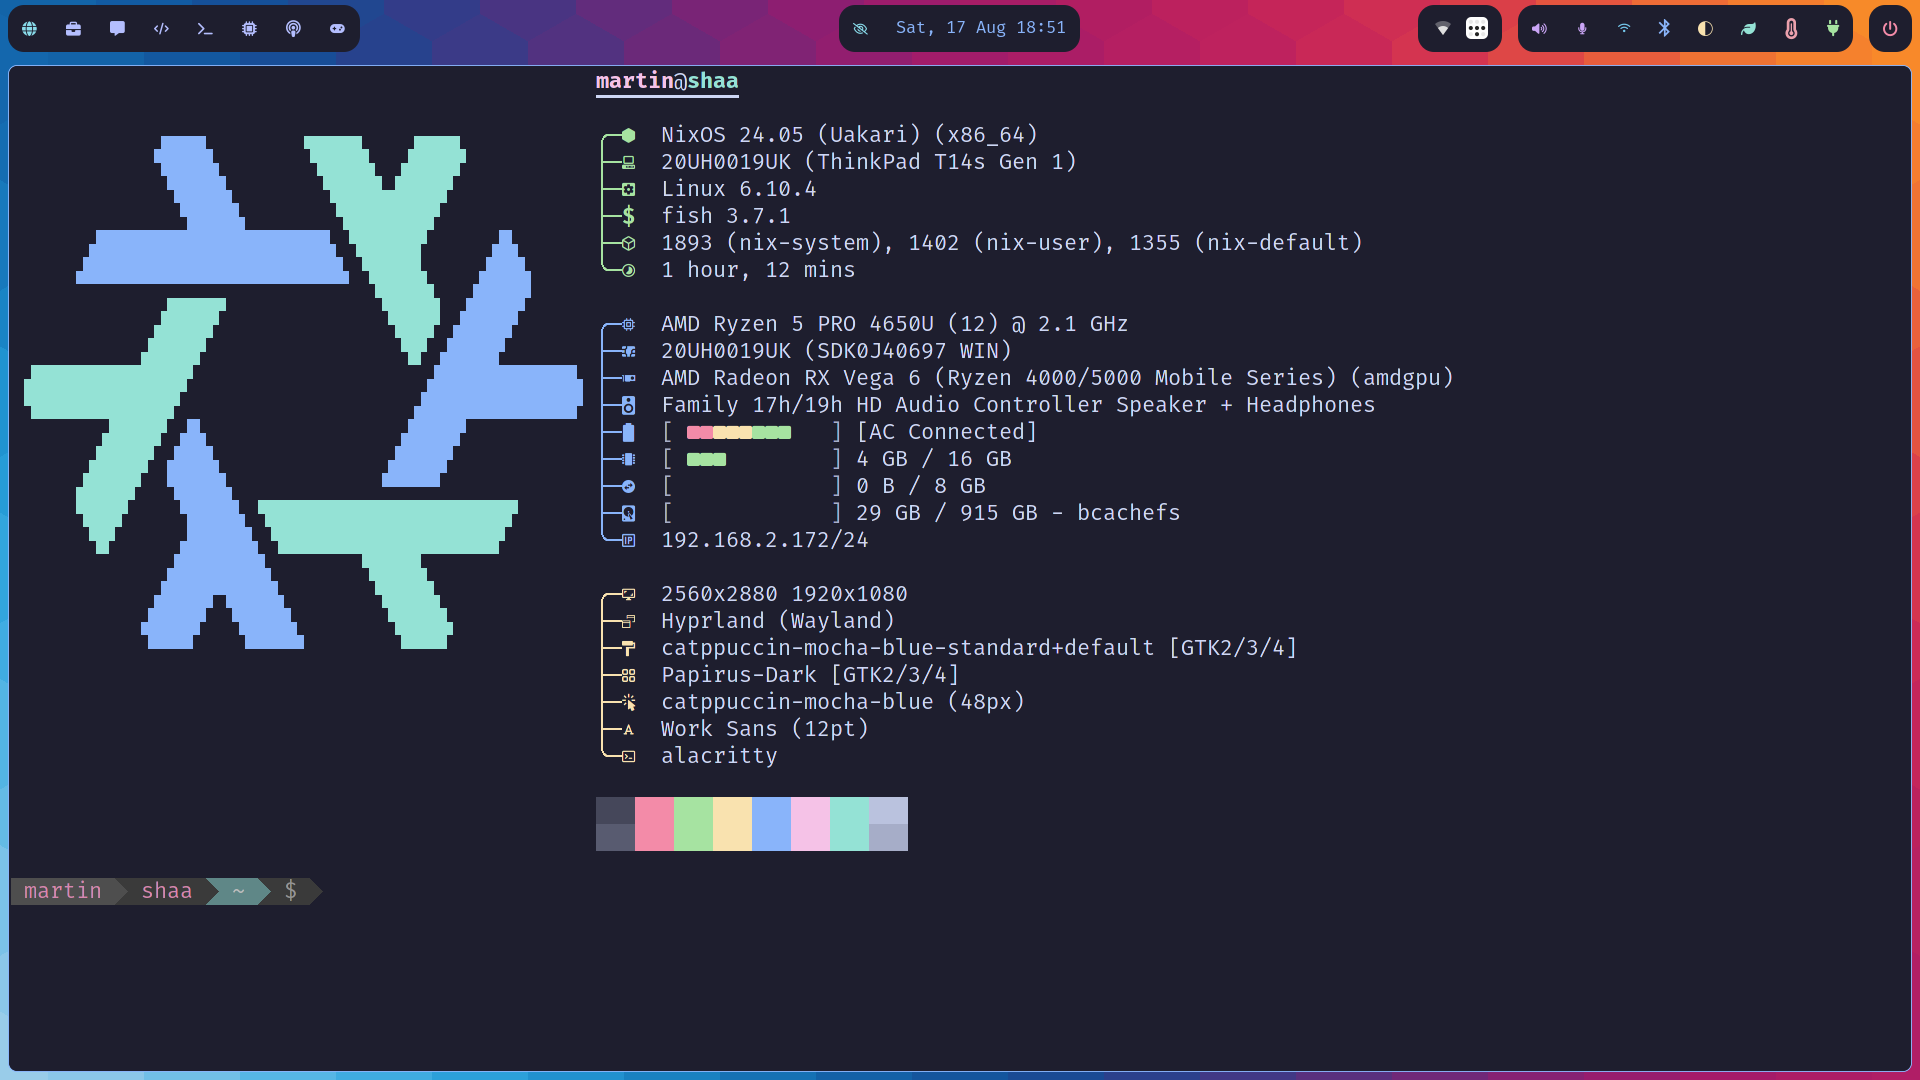 Sat, 17 Aug 18:51
martin@shaa
NixOS 24.05 (Uakari) (x86_64)
20UH0019UK (ThinkPad T14s Gen 1)
Linux 6.10.4
$ fish 3.7.1
1893 (nix-system), 1402 (nix-user), 1355 (nix-default)
1 hour, 12 mins
AMD Ryzen 5 PRO 4650U (12) @ 2.1 GHz
20UH0019UK (SDK0J40697 WIN)
AMD Radeon RX Vega 6 (Ryzen 4000/5000 Mobile Series) (amdgpu)
Family 17h/19h HD Audio Controller Speaker + Headphones
[ ] [AC Connected]
[ ] 4 GB / 16 GB
[ ] 0 B / 8 GB
[ ] 29 GB / 915 GB - bcachefs
IP 192.168.2.172/24
2560x2880 1920x1080
Hyprland (Wayland)
catppuccin-mocha-blue-standard+default [GTK2/3/4]
Papirus-Dark [GTK2/3/4]
catppuccin-mocha-blue (48px)
A Work Sans (12pt)
alacritty
martin shaa ~ $